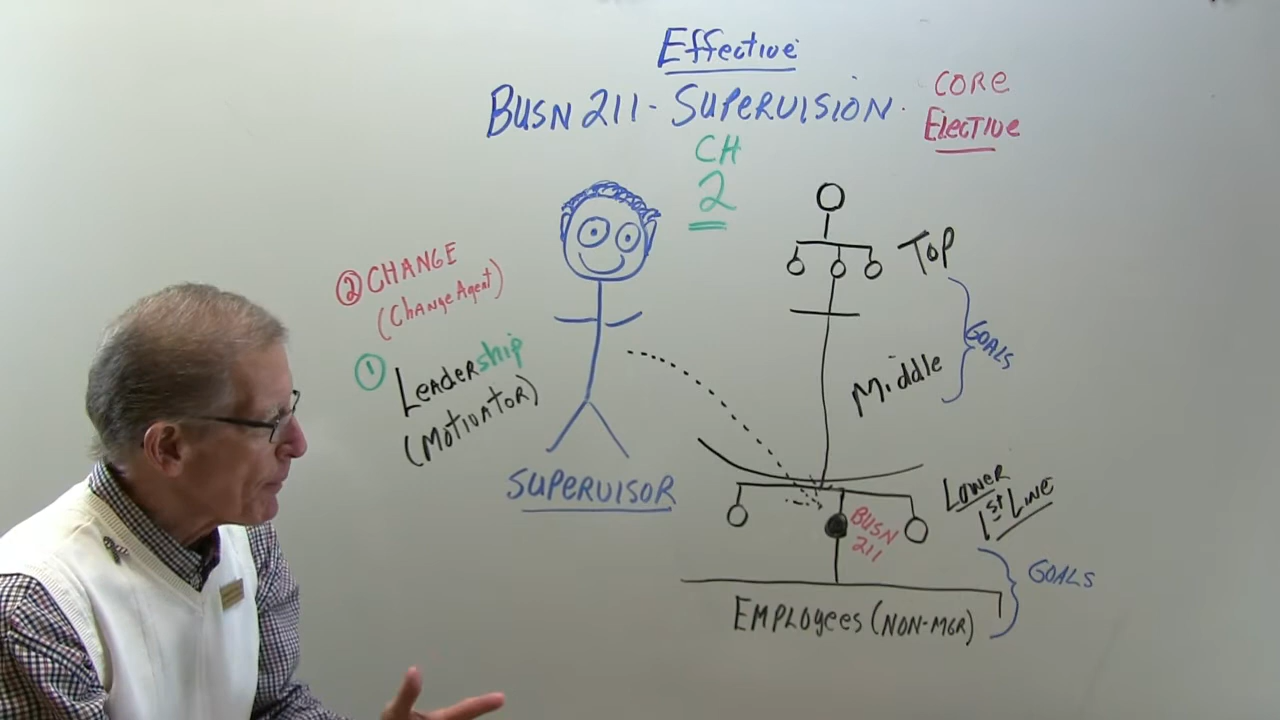 Effective
BUSN 211 - SUPERVISION.
CORE
Elective
CH
2
② CHANGE
(Change Agent)
① Leadership
(MOTIVATOR)
SUPERVISOR
TOP
Middle
GOALS
LOWER
1st LINE
BUSN
211
GOALS
EMPLOYEES (NON-MGR)